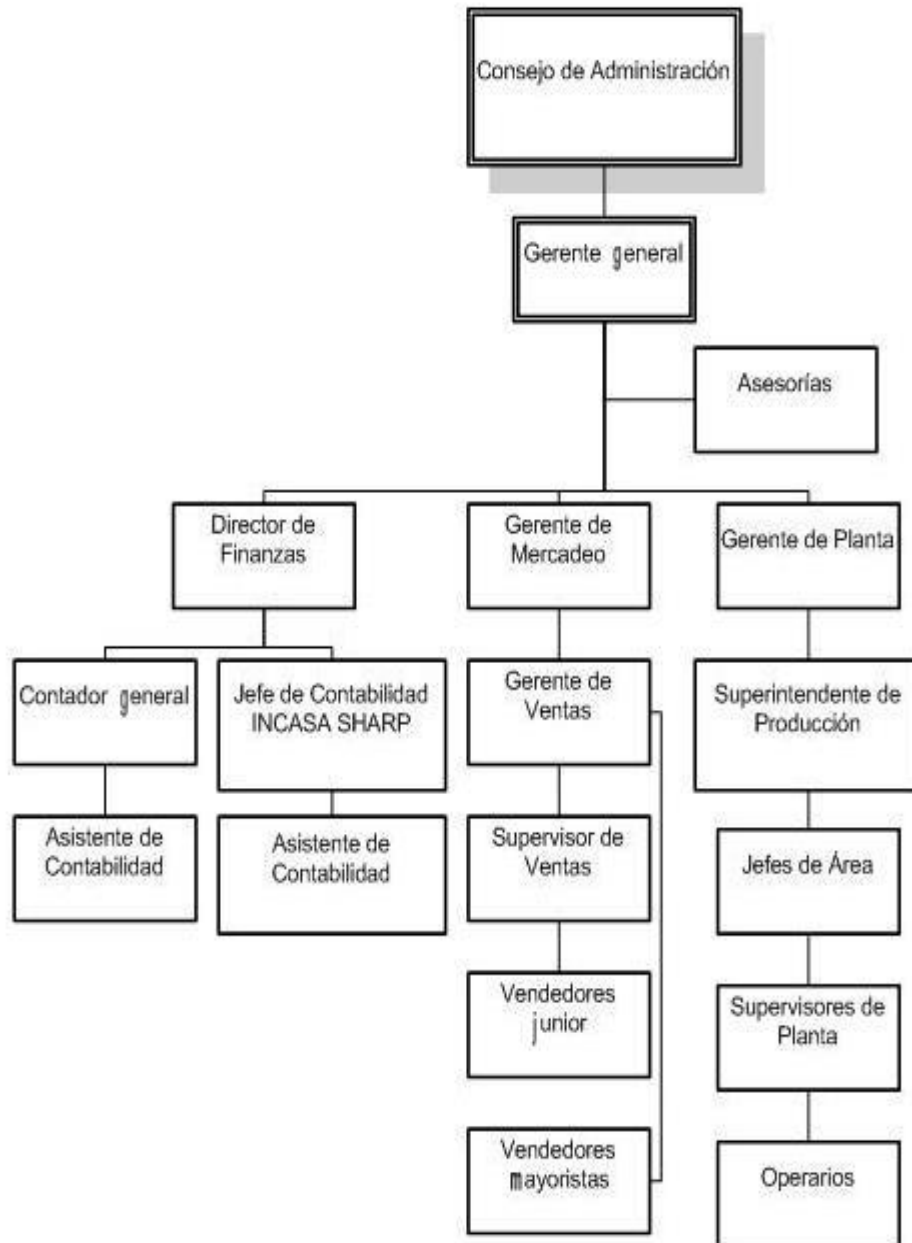 Consejo de Administración
Gerente general
Asesorías
Director de
Finanzas
Gerente de
Mercadeo
Gerente de Planta
Contador general
Jefe de Contabilidad
INCASA SHARP
Gerente de
Ventas
Superintendente de
Producción
Asistente de
Contabilidad
Asistente de
Contabilidad
Supervisor de
Ventas
Jefes de Área
Vendedores
junior
Supervisores de
Planta
Vendedores
mayoristas
Operarios